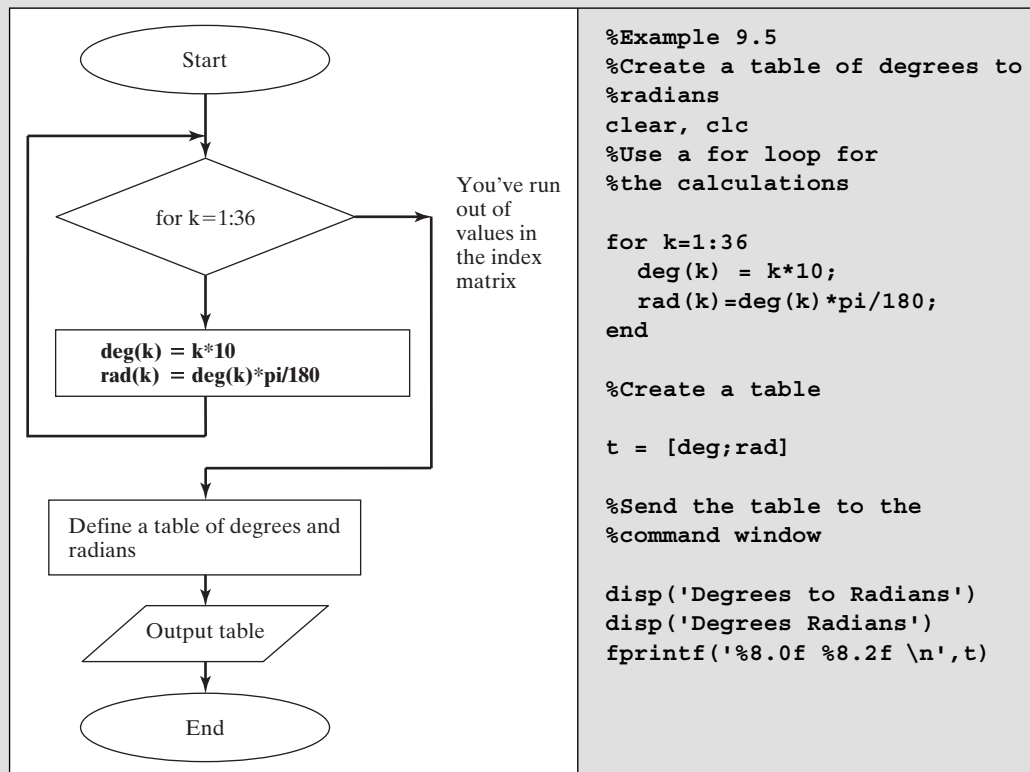 Start
for k=1:36
You've run
out of
values in
the index
matrix
deg(k) = k*10
rad(k) = deg(k)*pi/180
Define a table of degrees and
radians
Output table
End
%Example 9.5
%Create a table of degrees to
%radians
clear, clc
%Use a for loop for
%the calculations
for k=1:36
deg(k) = k*10;
rad(k)=deg(k)*pi/180;
end
%Create a table
t = [deg;rad]
%Send the table to the
%command window
disp('Degrees to Radians')
disp('Degrees Radians')
fprintf('%8.0f %8.2f \n',t)